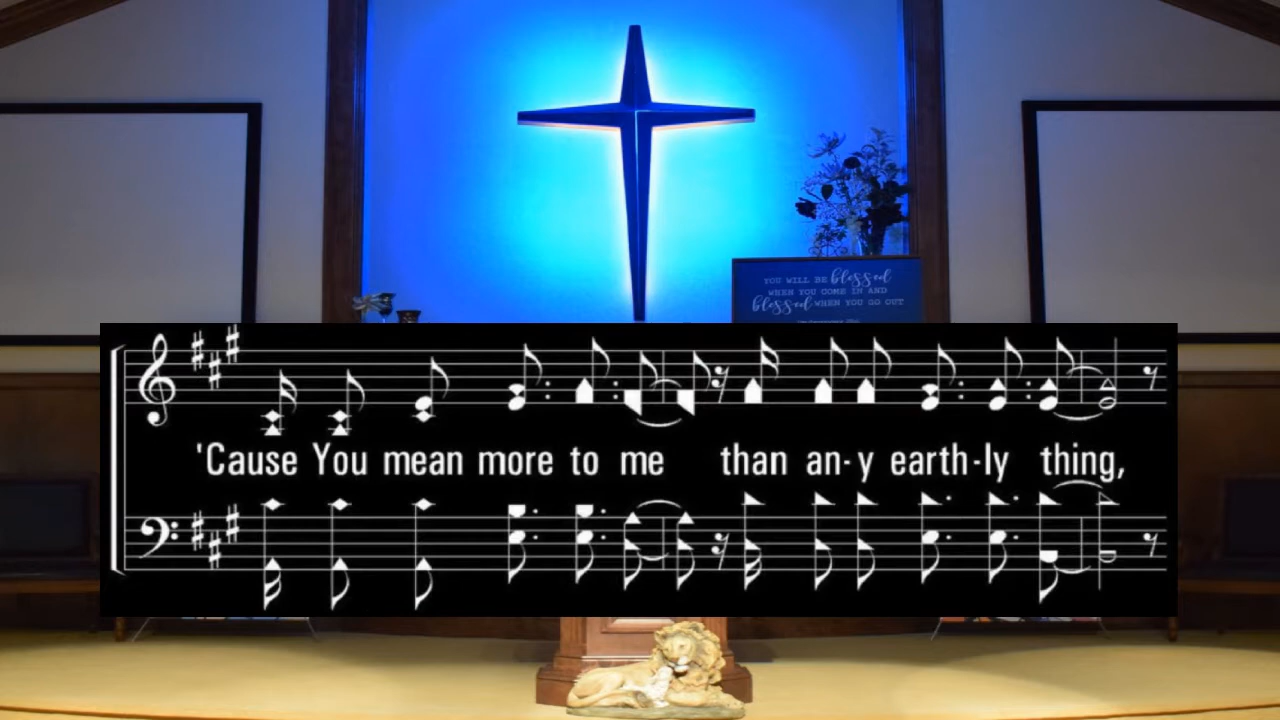 YOU WILL BE blessed
WHEN YOU COME IN AND
blessed WHEN YOU GO OUT
'Cause You mean more to me than an-y earth-ly thing,